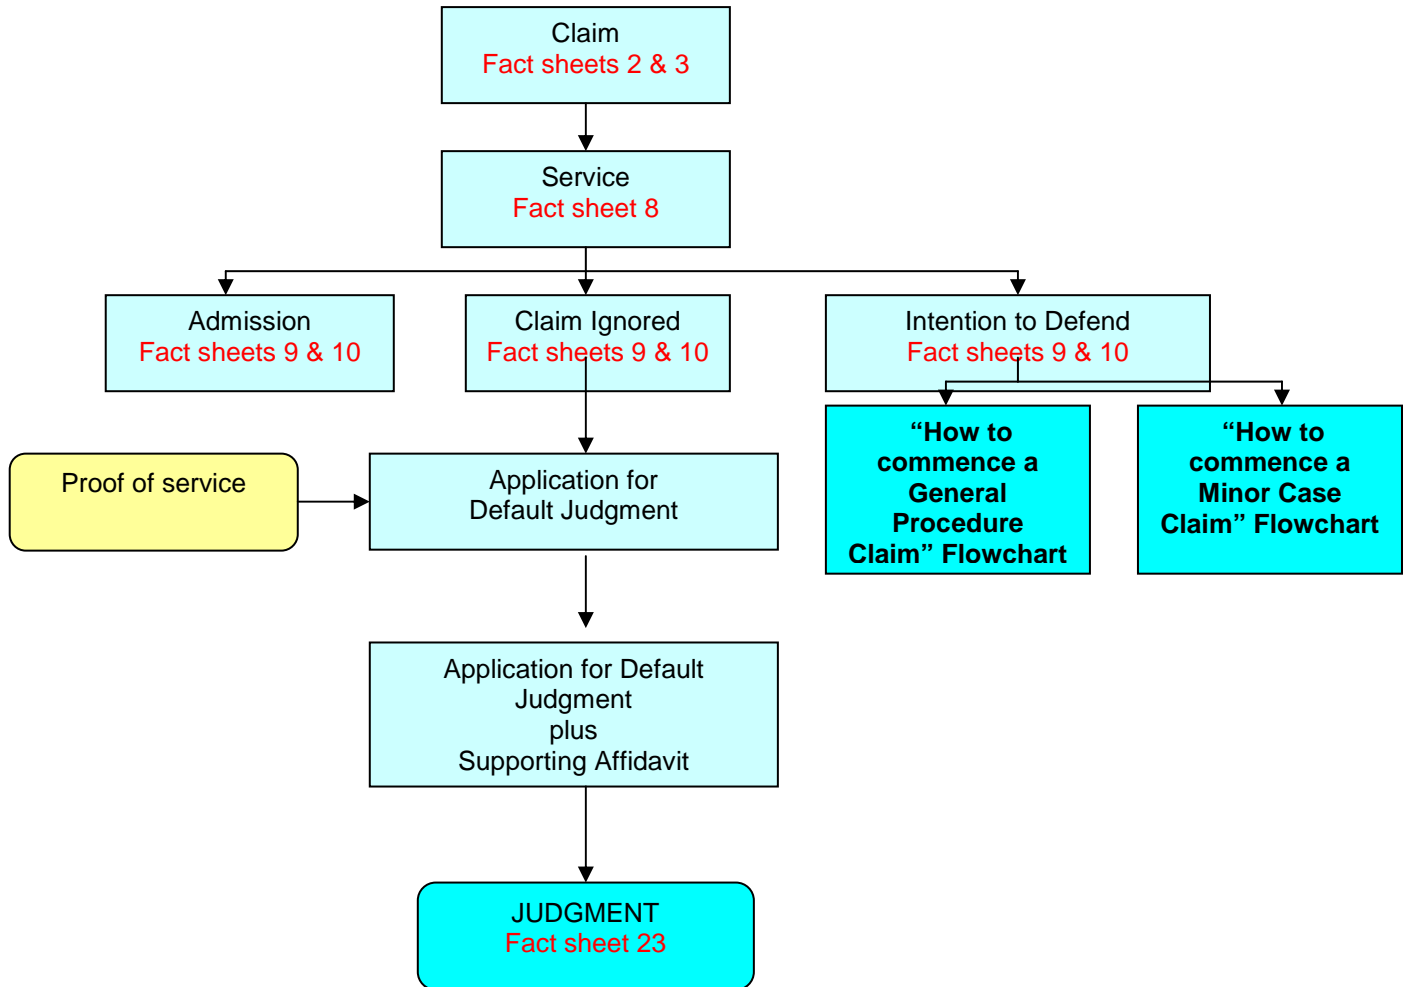 Claim
Fact sheets 2 & 3
Service
Fact sheet 8
Admission
Fact sheets 9 & 10
Claim Ignored
Fact sheets 9 & 10
Intention to Defend
Fact sheets 9 & 10
“How to
commence a
General
Procedure
Claim” Flowchart
“How to
commence a
Minor Case
Claim” Flowchart
Proof of service
Application for
Default Judgment
Application for Default
Judgment
plus
Supporting Affidavit
JUDGMENT
Fact sheet 23